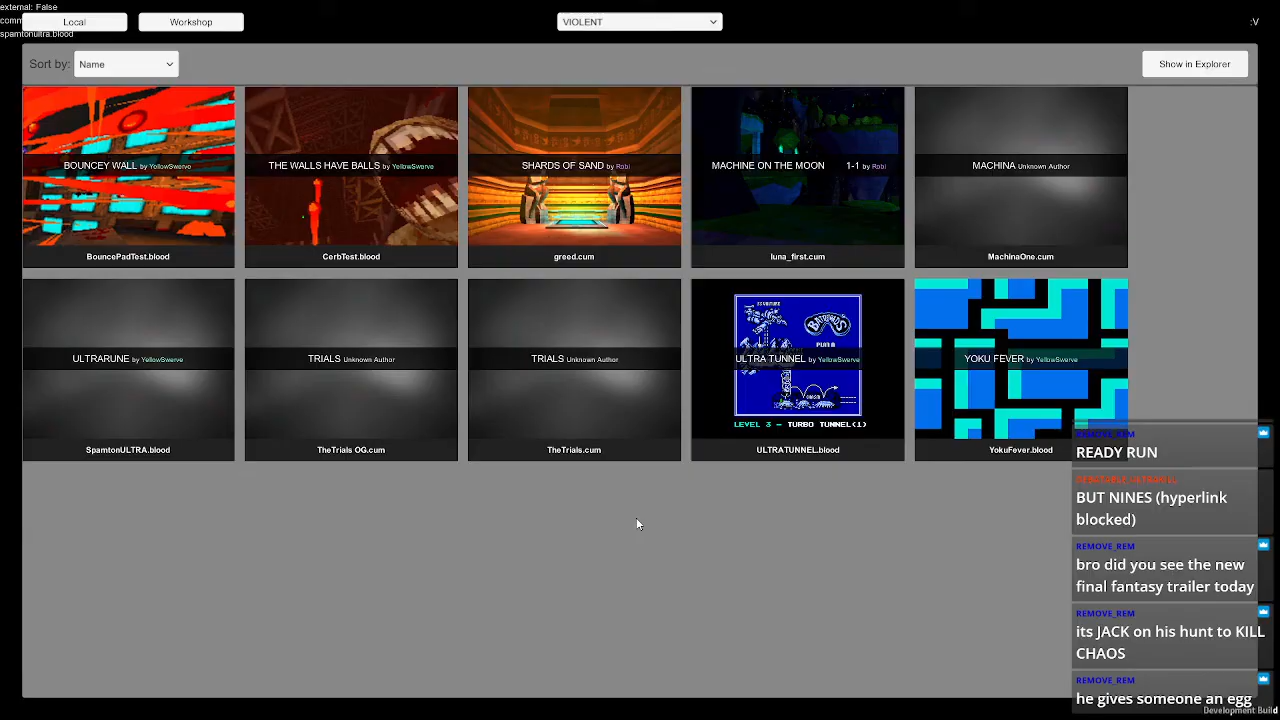 external: False
comm
spamtonultra.blood
Local
Workshop
VIOLENT
:V
Sort by:
Name
Show in Explorer
BOUNCEY WALL by YellowSwerve
THE WALLS HAVE BALLS by YellowSwerve
SHARDS OF SAND by Robi
MACHINE ON THE MOON 1-1 by Robi
MACHINA Unknown Author
BouncePadTest.blood
CerbTest.blood
greed.cum
luna_first.cum
MachinaOne.cum
ULTRARUNE by YellowSwerve
TRIALS Unknown Author
TRIALS Unknown Author
ULTRA TUNNEL by YellowSwerve
YOKU FEVER by YellowSwerve
LEVEL 3 - TURBO TUNNEL(1)
SpamtonULTRA.blood
TheTrials OG.cum
TheTrials.cum
ULTRATUNNEL.blood
YokuFever.blood
REMOVE_REM
READY RUN
BUT NINES (hyperlink
blocked)
REMOVE_REM
bro did you see the new
final fantasy trailer today
REMOVE_REM
its JACK on his hunt to KILL
CHAOS
REMOVE_REM
he gives someone an egg
Development Build